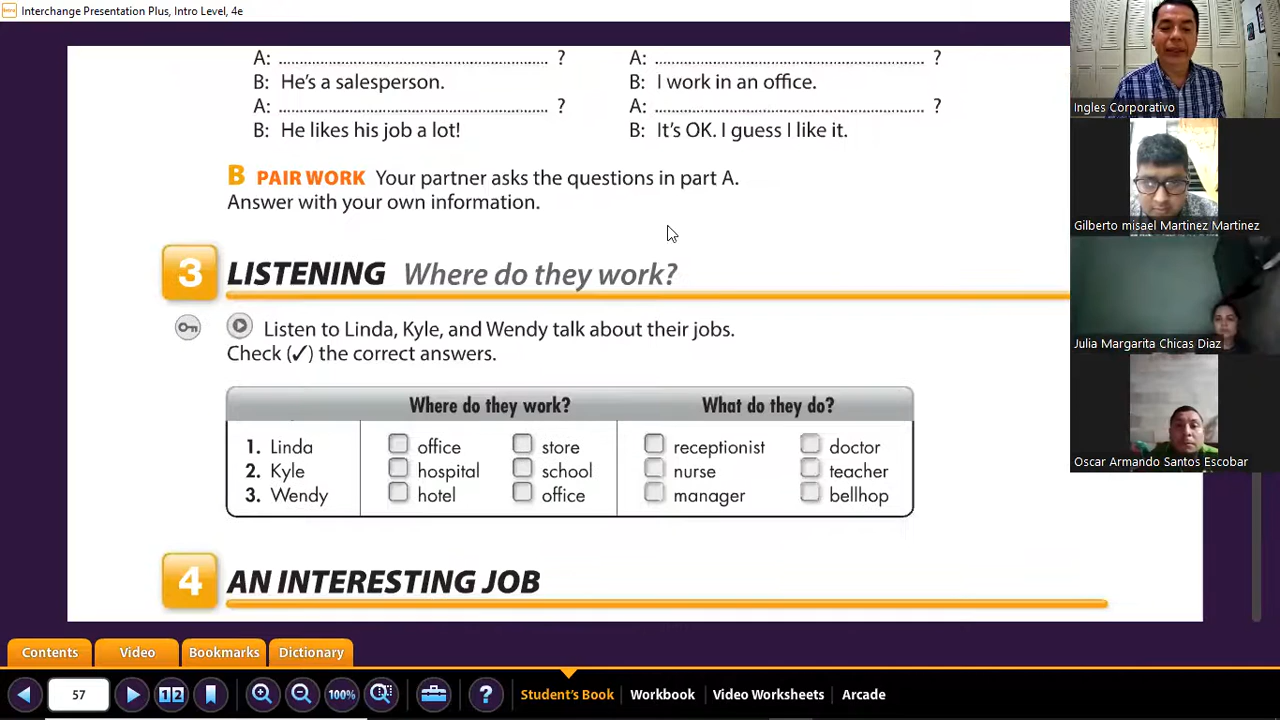 Interchange Presentation Plus, Intro Level, 4e
A: ........................................................ ?
B: He's a salesperson.
A: ........................................................ ?
B: He likes his job a lot!
A: ........................................................ ?
B: I work in an office.
A: ........................................................ ?
B: It's OK. I guess I like it.
B PAIR WORK Your partner asks the questions in part A.
Answer with your own information.
3 LISTENING Where do they work?
Listen to Linda, Kyle, and Wendy talk about their jobs.
Check (✓) the correct answers.
Where do they work? What do they do?
1. Linda office store receptionist doctor
2. Kyle hospital school nurse teacher
3. Wendy hotel office manager bellhop
4 AN INTERESTING JOB
Ingles Corporativo
Gilberto misael Martinez Martinez
Julia Margarita Chicas Diaz
Oscar Armando Santos Escobar
Contents Video Bookmarks Dictionary
57 12 100% ? Student's Book Workbook Video Worksheets Arcade